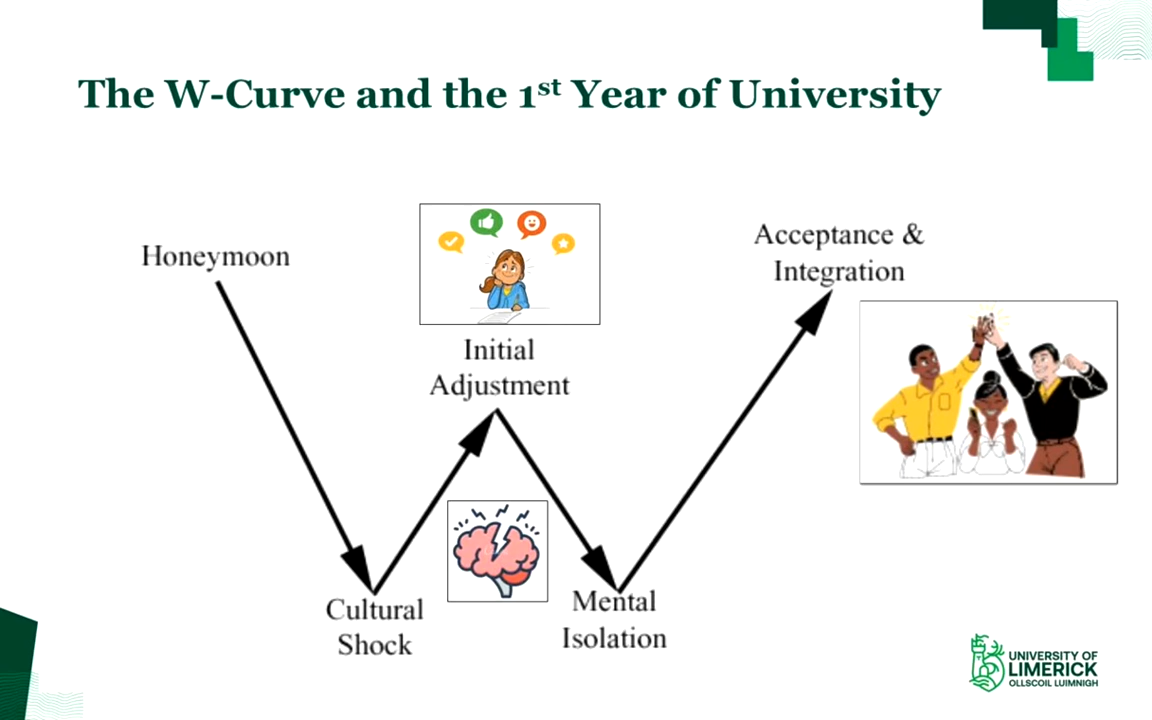 The W-Curve and the 1st Year of University
Honeymoon
Initial
Adjustment
Acceptance &
Integration
Cultural
Shock
Mental
Isolation
UNIVERSITY OF
LIMERICK
OLLSCOIL LUIMNIGH